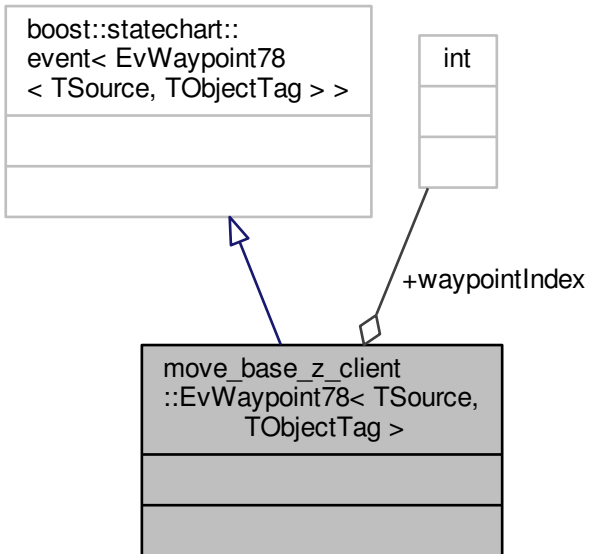 boost::statechart::
event< EvWaypoint78
< TSource, TObjectTag > >
int
+waypointIndex
move_base_z_client
::EvWaypoint78< TSource,
TObjectTag >